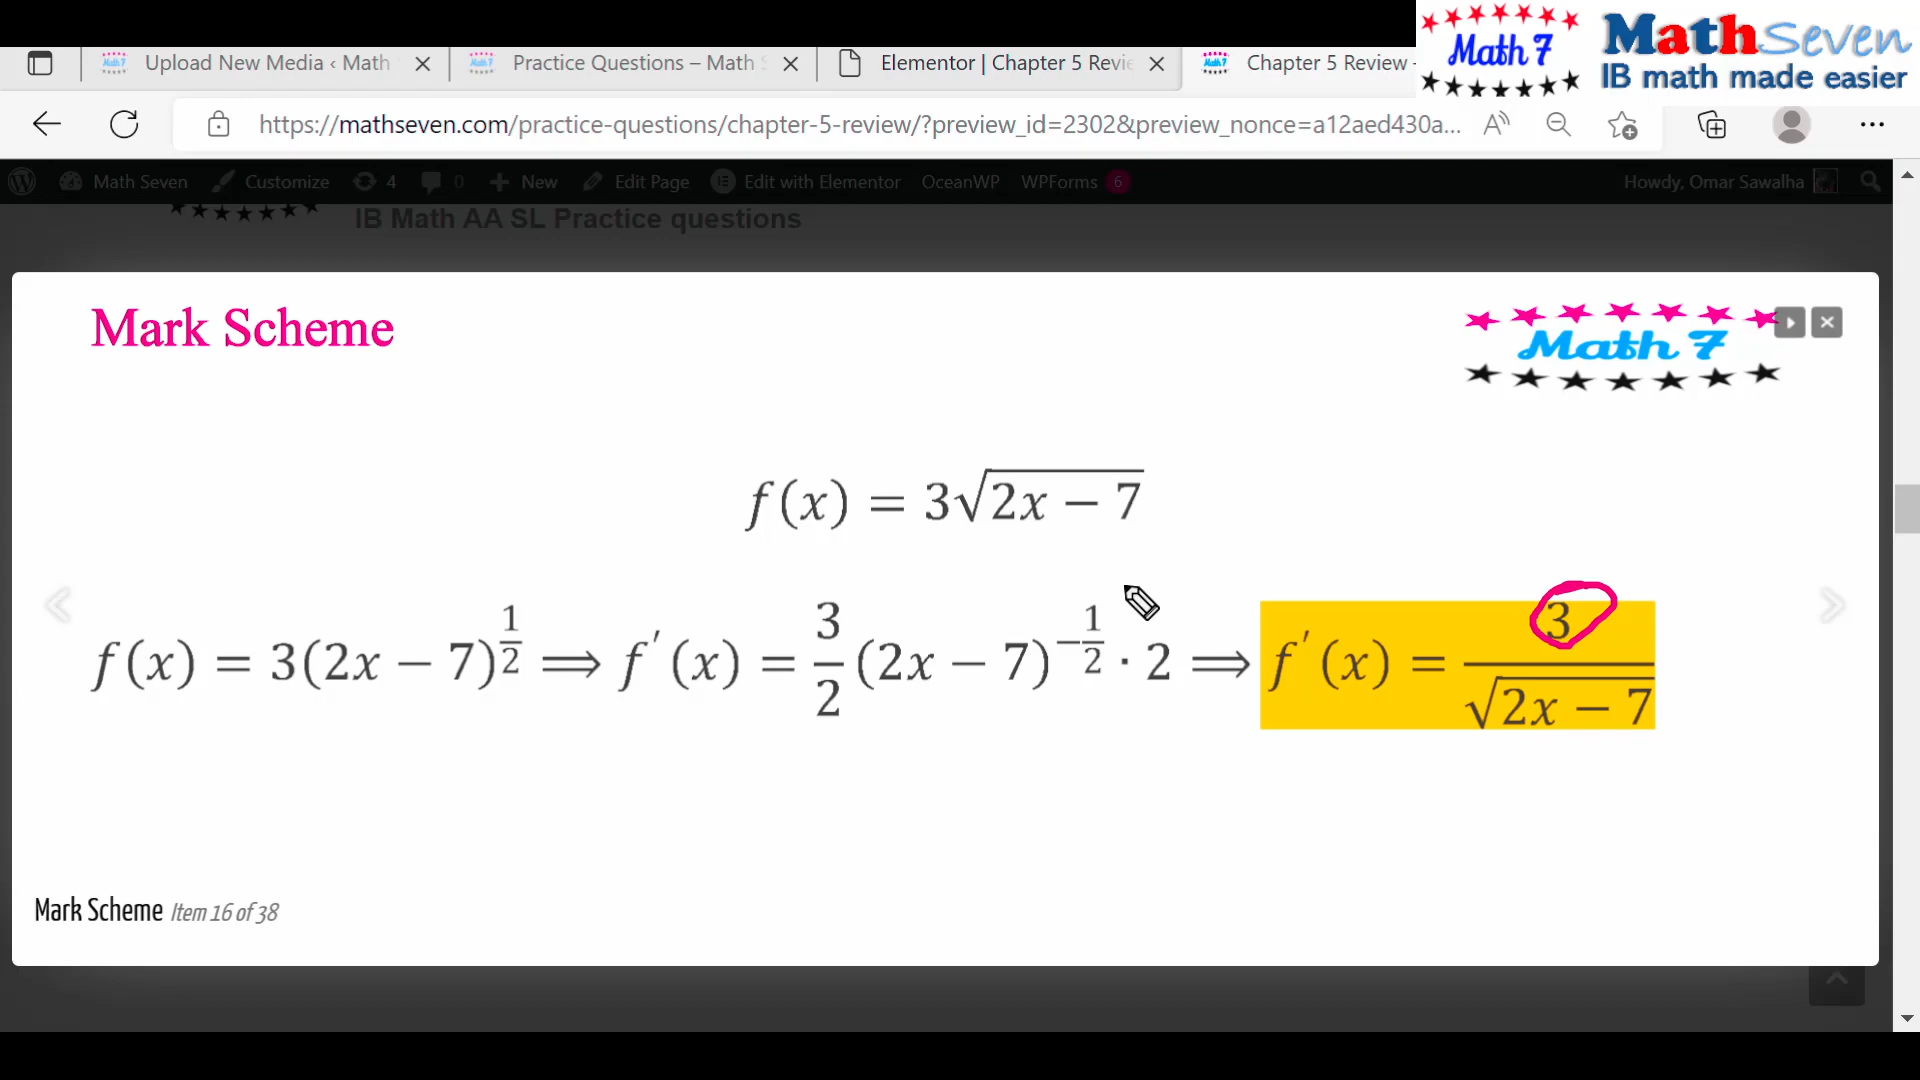 Math 7
MathSeven
IB math made easier
Upload New Media ‹ Math
Practice Questions – Math
Elementor | Chapter 5 Revie
Chapter 5 Review -
https://mathseven.com/practice-questions/chapter-5-review/?preview_id=2302&preview_nonce=a12aed430a...
Math Seven Customize 4 0 New Edit Page Edit with Elementor OceanWP WPForms 6 Howdy, Omar Sawalha
IB Math AA SL Practice questions
Mark Scheme
Math 7
f(x) = 3√(2x − 7)
f(x) = 3(2x − 7)^(1/2) ⟹ f′(x) = 3/2 (2x − 7)^(−1/2) · 2 ⟹ f′(x) = 3/√(2x − 7)
Mark Scheme Item 16 of 38